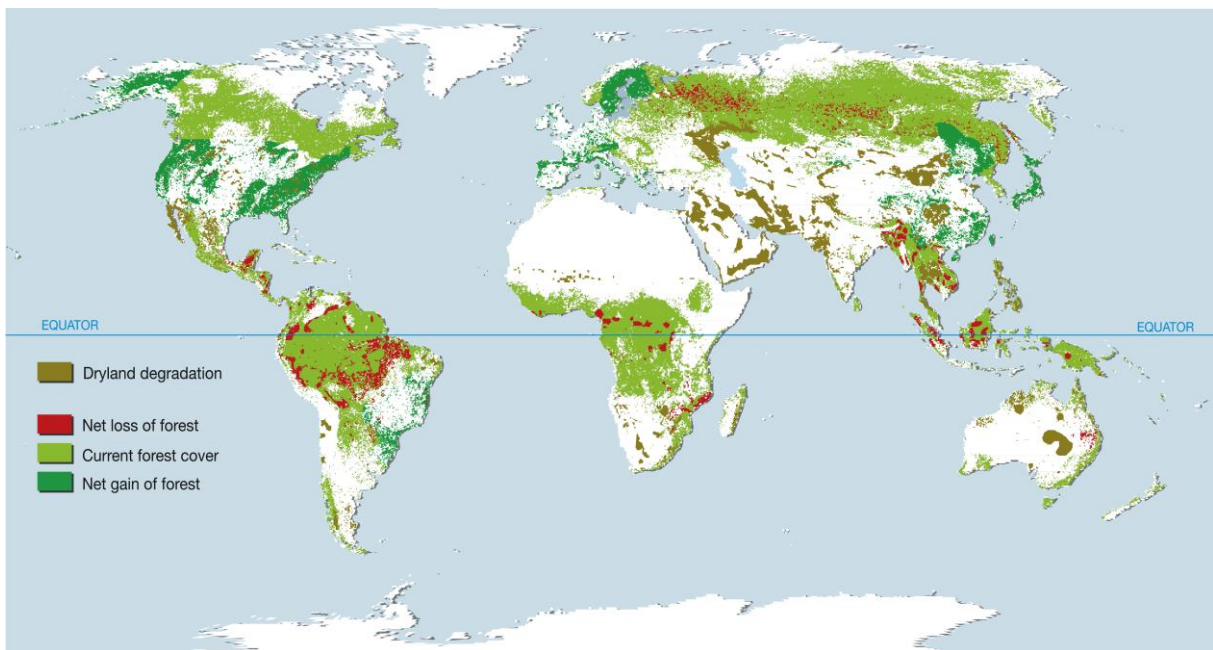 EQUATOR
EQUATOR
Dryland degradation
Net loss of forest
Current forest cover
Net gain of forest